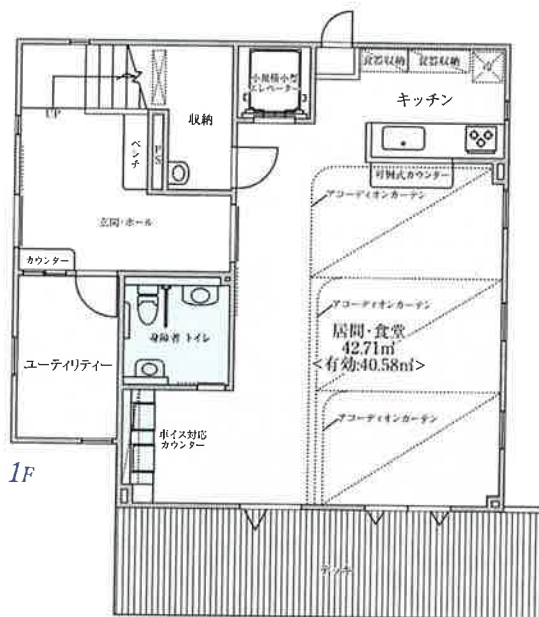 小規模小型
エレベーター
食器収納
食器収納
冷
キッチン
収納
UP
ベンチ
PS
可倒式カウンター
アコーディオンカーテン
玄関・ホール
カウンター
アコーディオンカーテン
身障者 トイレ
居間・食堂
42.71㎡
<有効:40.58㎡>
ユーティリティー
アコーディオンカーテン
ボイス対応
カウンター
1F
デッキ